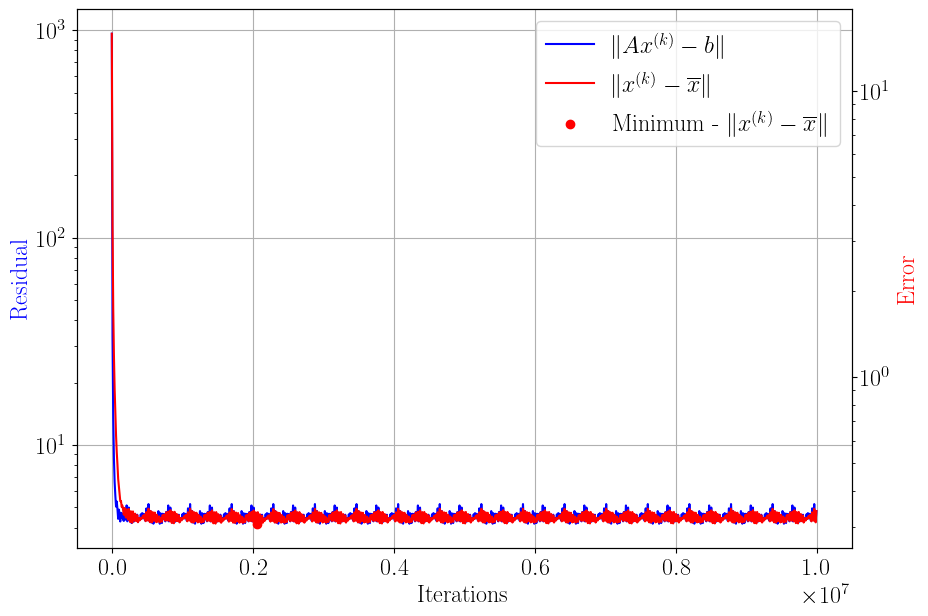 10³
10²
10¹
Residual
‖Ax⁽ᵏ⁾ − b‖
‖x⁽ᵏ⁾ − x̅‖
Minimum - ‖x⁽ᵏ⁾ − x̅‖
10¹
10⁰
Error
0.0 0.2 0.4 0.6 0.8 1.0
×10⁷
Iterations